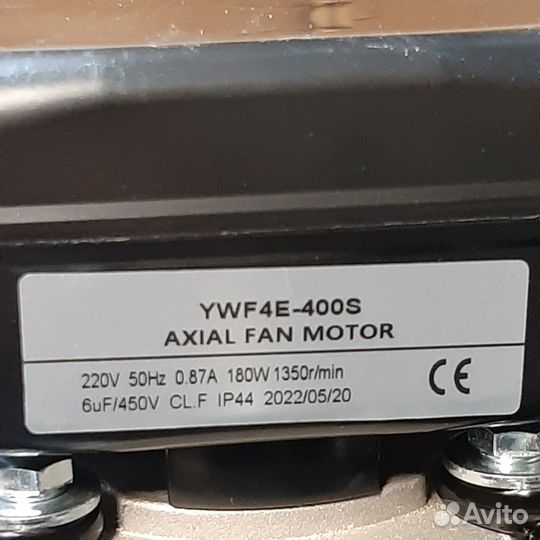 YWF4E-400S
AXIAL FAN MOTOR
220V 50Hz 0.87A 180W 1350r/min
6uF/450V CL.F IP44 2022/05/20
CE
Avito